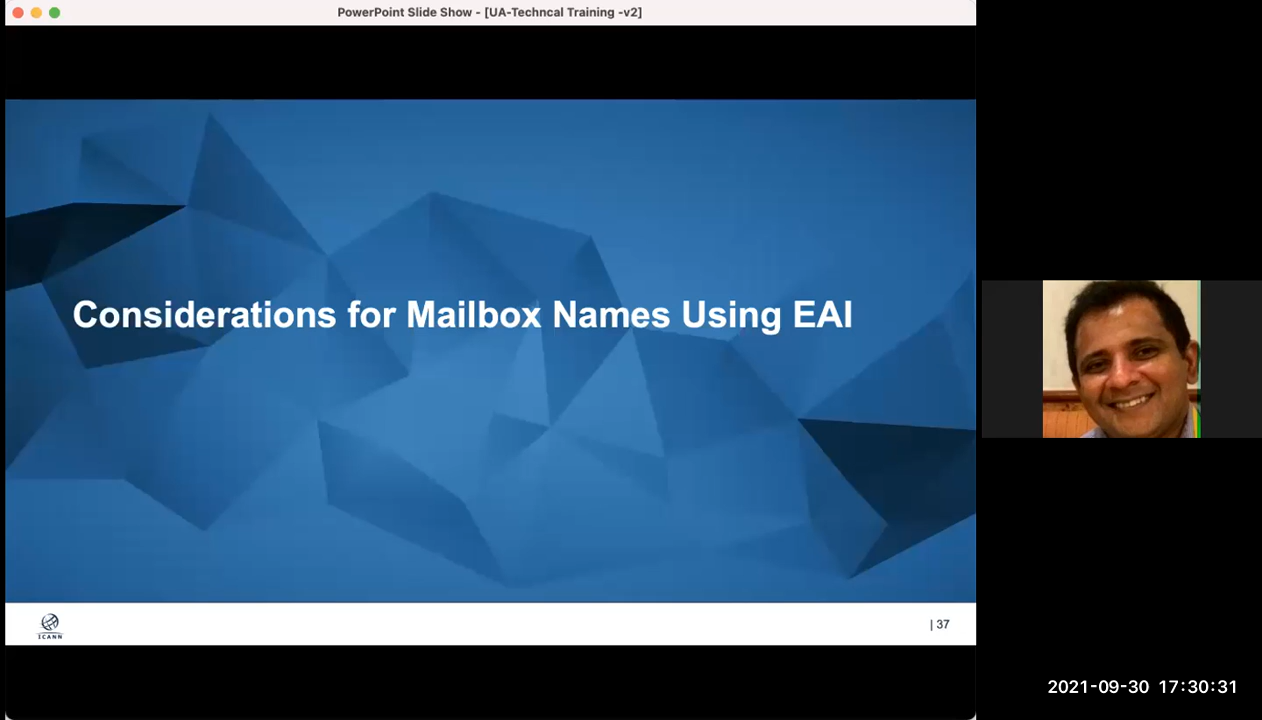 PowerPoint Slide Show - [UA-Techncal Training -v2]
Considerations for Mailbox Names Using EAI
ICANN
| 37
2021-09-30 17:30:31